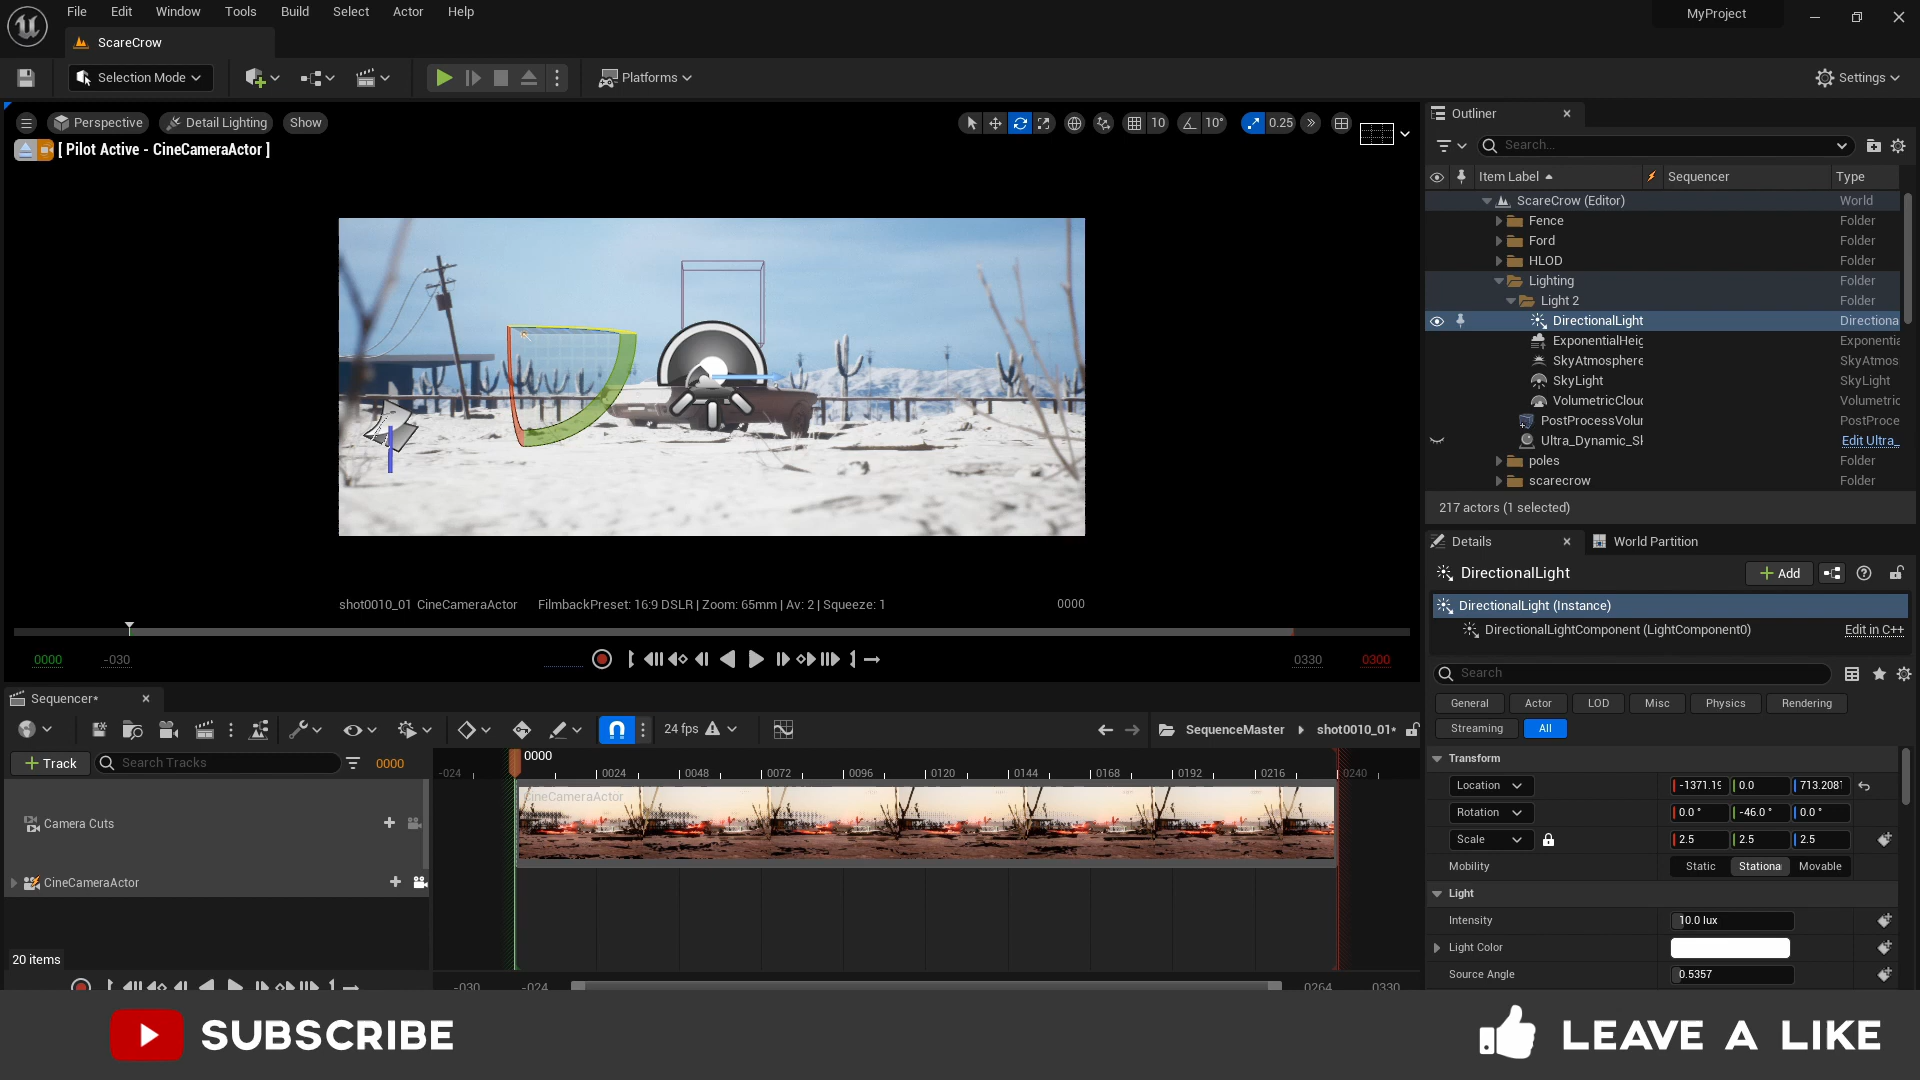 File Edit Window Tools Build Select Actor Help MyProject
ScareCrow
Selection Mode Platforms Settings
Perspective Detail Lighting Show 10 10° 0.25
[ Pilot Active - CineCameraActor ]
shot0010_01 CineCameraActor FilmbackPreset: 16:9 DSLR | Zoom: 65mm | Av: 2 | Squeeze: 1 0000
0000 -030 0330 0300
Sequencer*
24 fps SequenceMaster shot0010_01*
Track Search Tracks 0000
0000
-024 0024 0048 0072 0096 0120 0144 0168 0192 0216 0240
CineCameraActor
Camera Cuts
CineCameraActor
20 items
-030 -024 0264 0330
Outliner
Search...
Item Label Sequencer Type
ScareCrow (Editor) World
Fence Folder
Ford Folder
HLOD Folder
Lighting Folder
Light 2 Folder
DirectionalLight Directiona
ExponentialHeig Exponentia
SkyAtmosphere SkyAtmos
SkyLight SkyLight
VolumetricClou Volumetric
PostProcessVolu PostProce
Ultra_Dynamic_S Edit Ultra_
poles Folder
scarecrow Folder
217 actors (1 selected)
Details World Partition
DirectionalLight Add
DirectionalLight (Instance)
DirectionalLightComponent (LightComponent0) Edit in C++
Search
General Actor LOD Misc Physics Rendering
Streaming All
Transform
Location -1371.19 0.0 713.2081
Rotation 0.0 ° -46.0 ° 0.0 °
Scale 2.5 2.5 2.5
Mobility Static Stationa Movable
Light
Intensity 10.0 lux
Light Color
Source Angle 0.5357
SUBSCRIBE LEAVE A LIKE